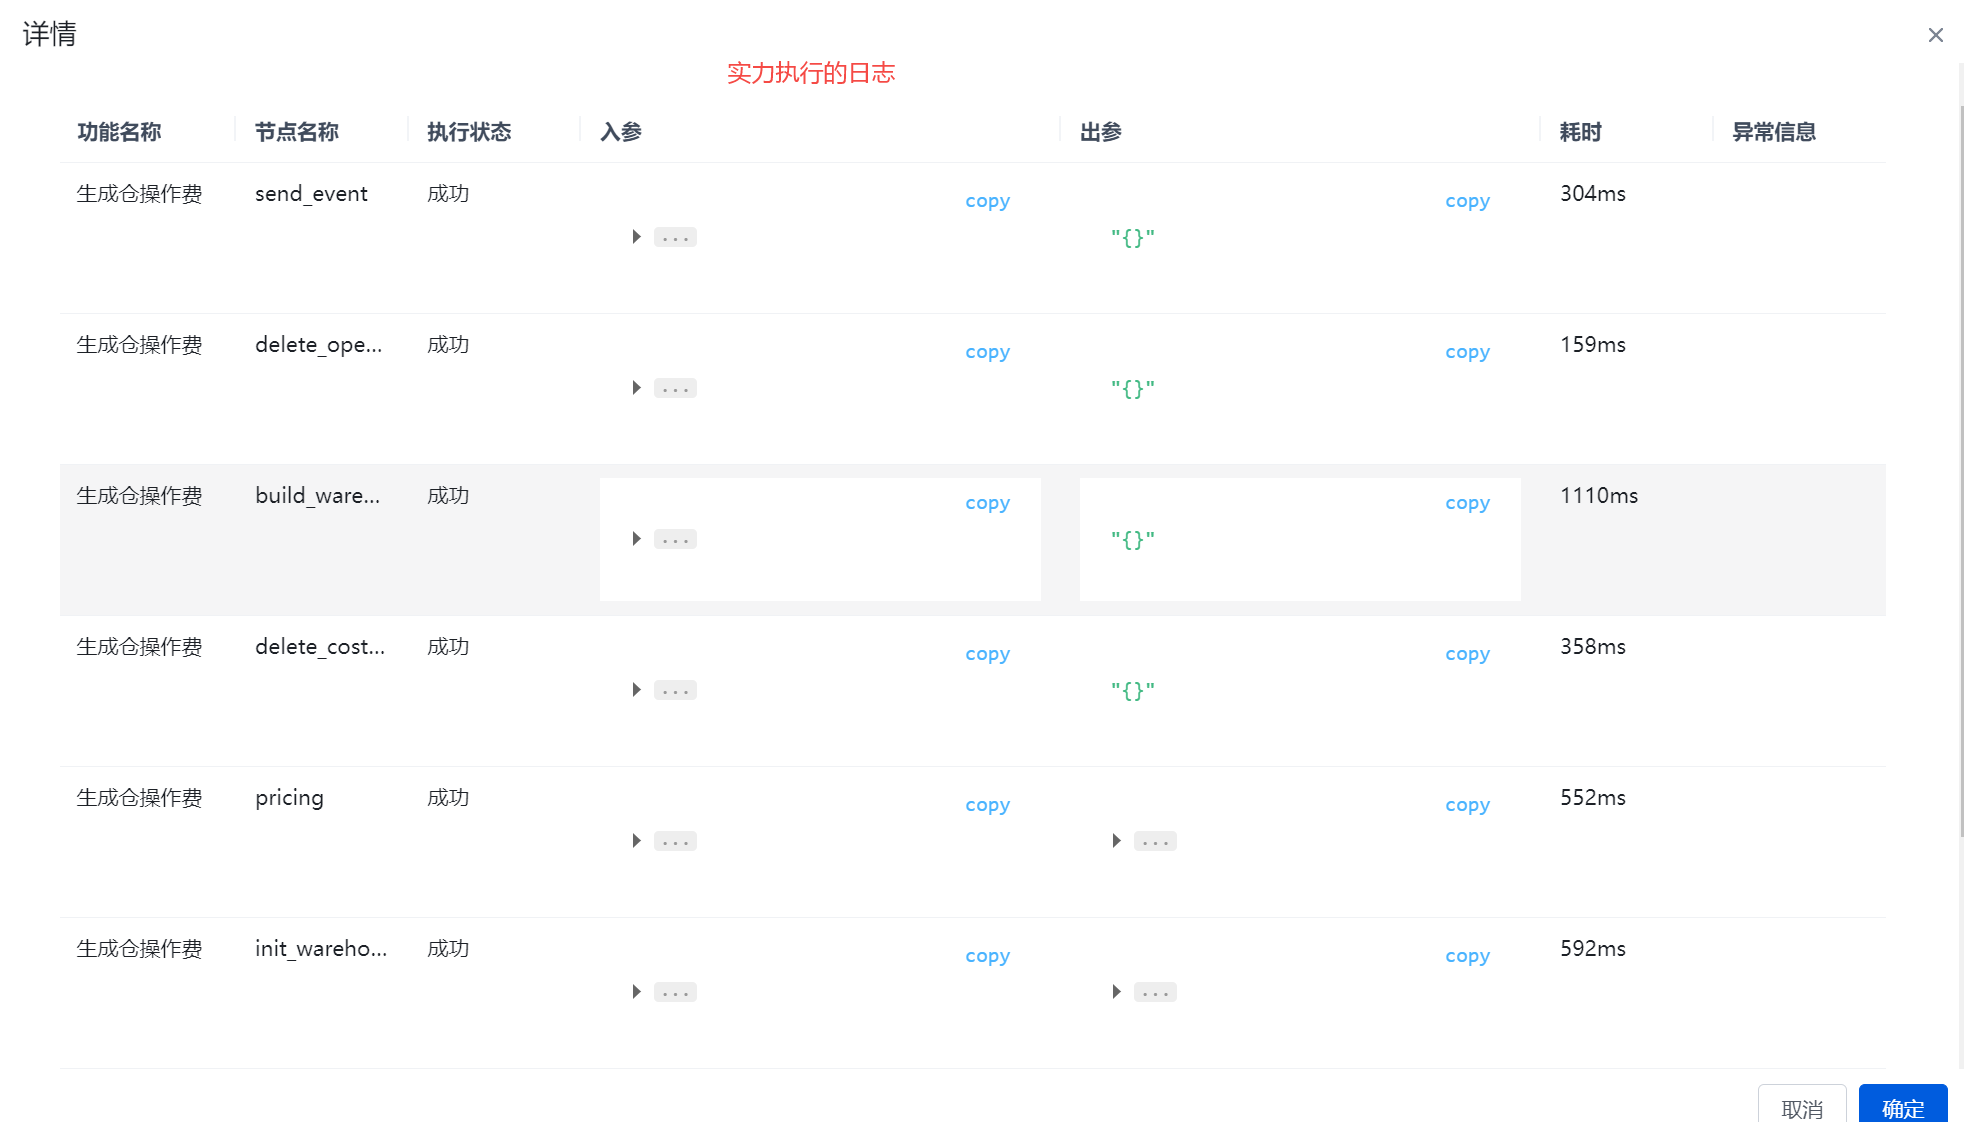 详情
实力执行的日志
功能名称 节点名称 执行状态 入参 出参 耗时 异常信息
生成仓操作费 send_event 成功 copy copy 304ms
... "{}"
生成仓操作费 delete_ope... 成功 copy copy 159ms
... "{}"
生成仓操作费 build_ware... 成功 copy copy 1110ms
... "{}"
生成仓操作费 delete_cost... 成功 copy copy 358ms
... "{}"
生成仓操作费 pricing 成功 copy copy 552ms
... ...
生成仓操作费 init_wareho... 成功 copy copy 592ms
... ...
取消 确定